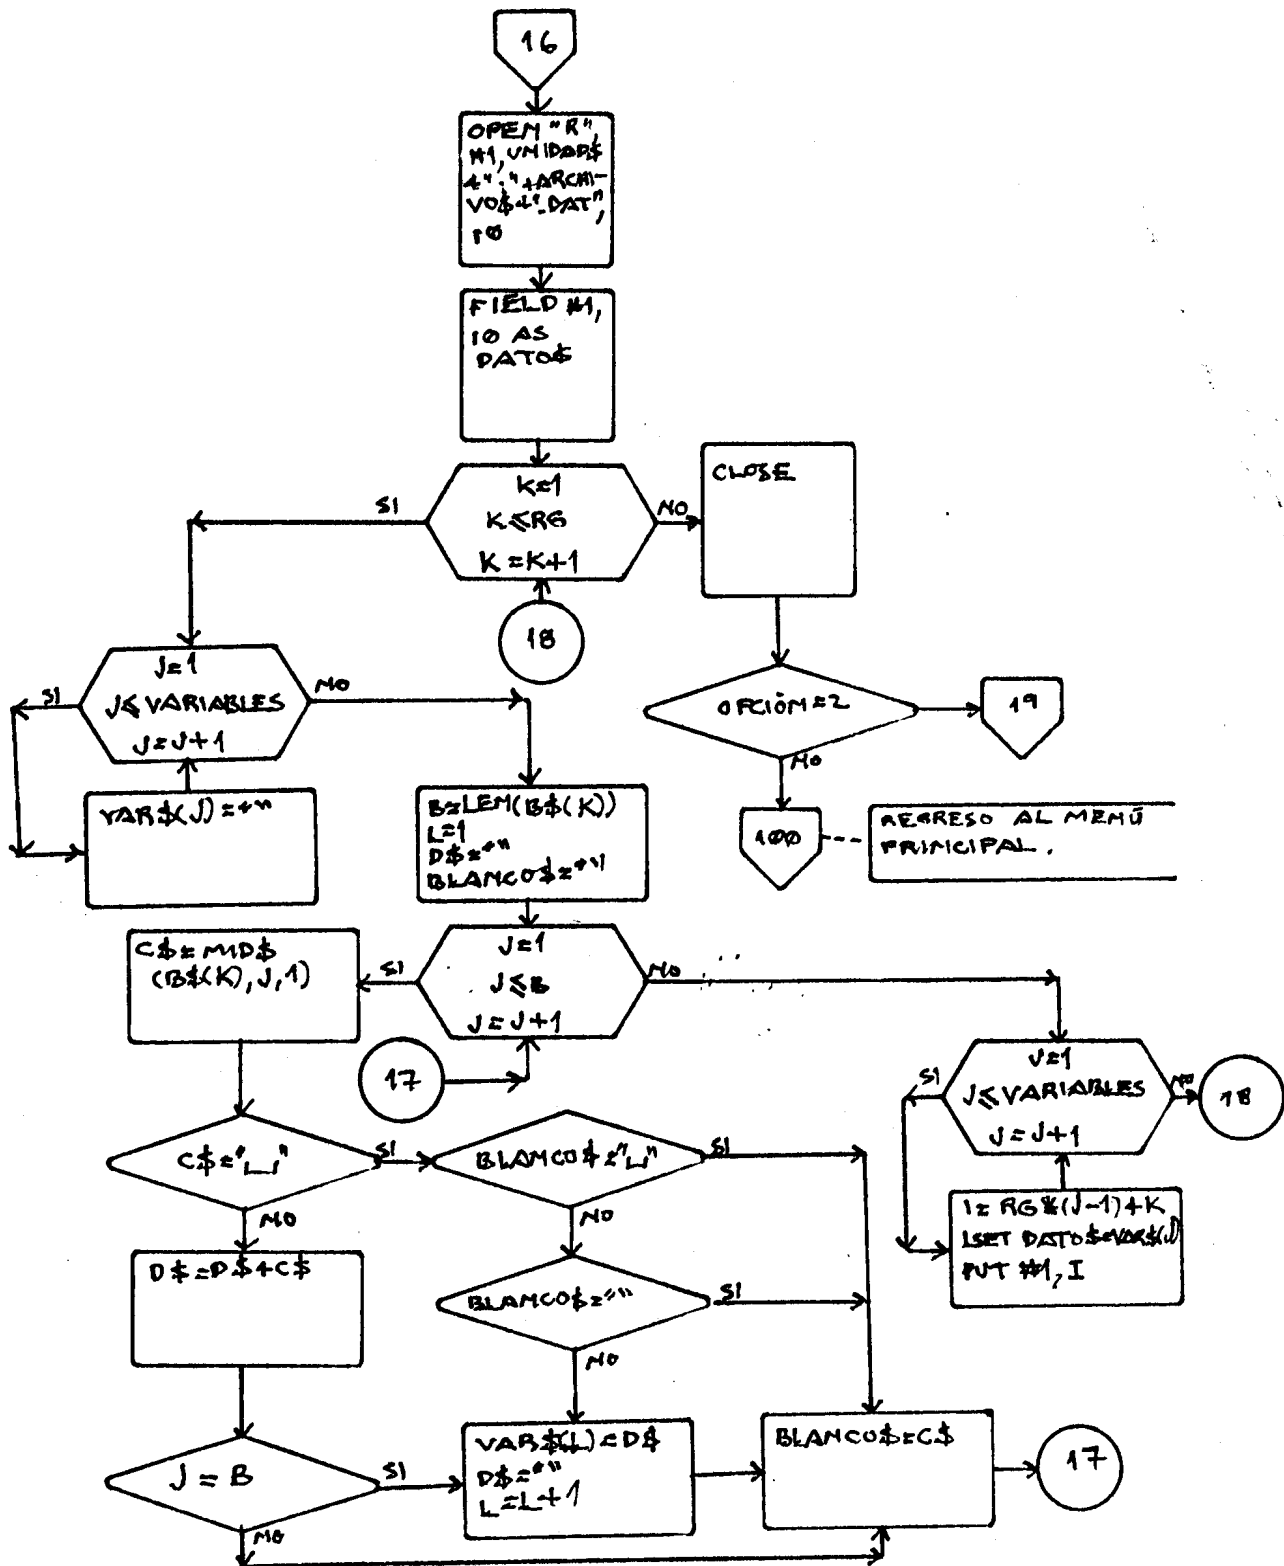 16
OPEN "R",
#1, UNIDAD$
+":"+ARCHI-
VO$+".DAT",
10
FIELD #1,
10 AS
DATO$
K=1
K≤RG
K=K+1
SI
NO
CLOSE
18
J=1
J≤VARIABLES
J=J+1
SI
NO
OPCIÓN=2
19
NO
VAR$(J)=""
B=LEN(B$(K))
L=1
D$=""
BLANCO$=""
100
REGRESO AL MENÚ
PRINCIPAL.
C$=MID$
(B$(K),J,1)
SI
J=1
J≤B
J=J+1
NO
17
J=1
J≤VARIABLES
J=J+1
SI
NO
18
C$="⌴"
SI
BLANCO$="⌴"
SI
NO
NO
I=RG*(J-1)+K
LSET DATO$=VAR$(J)
PUT #1,I
D$=D$+C$
BLANCO$=""
SI
NO
J=B
SI
VAR$(L)=D$
D$=""
L=L+1
BLANCO$=C$
17
NO